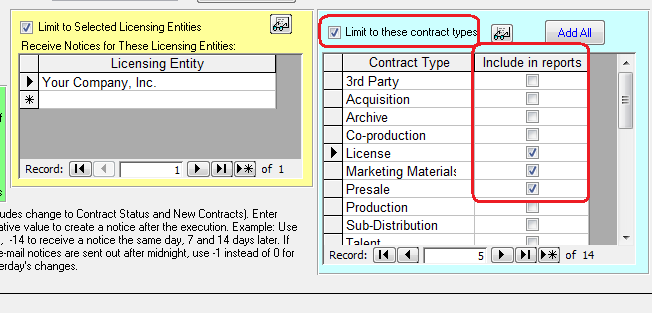 Limit to Selected Licensing Entities
Receive Notices for These Licensing Entities:
Licensing Entity
Your Company, Inc.
Record: 1 of 1
Limit to these contract types
Add All
Contract Type Include in reports
3rd Party
Acquisition
Archive
Co-production
License
Marketing Materials
Presale
Production
Sub-Distribution
Talent
Record: 5 of 14
f
s
udes change to Contract Status and New Contracts). Enter
ative value to create a notice after the execution. Example: Use
, -14 to receive a notice the same day, 7 and 14 days later. If
e-mail notices are sent out after midnight, use -1 instead of 0 for
erday's changes.